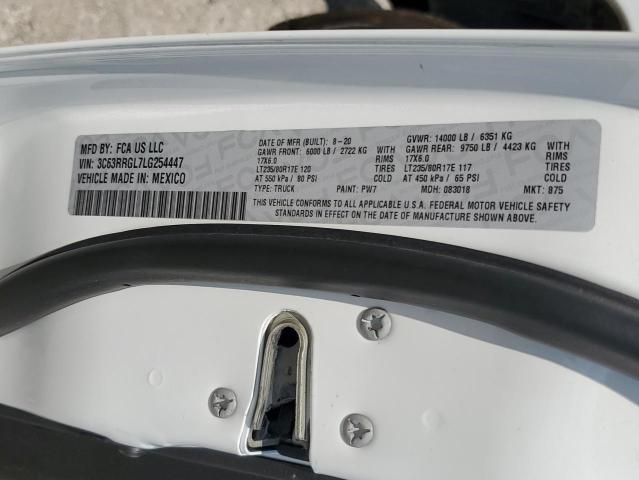 MFD BY: FCA US LLC
VIN: 3C63RRGL7LG254447
VEHICLE MADE IN: MEXICO
DATE OF MFR (BUILT): 8-20 GVWR: 14000 LB / 6351 KG
GAWR FRONT: 6000 LB / 2722 KG GAWR REAR: 9750 LB / 4423 KG
17X6.0 17X6.0
LT235/80R17E 120 TIRES LT235/80R17E 117 TIRES
AT 550 kPa / 80 PSI COLD AT 450 kPa / 65 PSI COLD
TYPE: TRUCK PAINT: PW7 MDH: 083018 MKT: 875
THIS VEHICLE CONFORMS TO ALL APPLICABLE U.S.A. FEDERAL MOTOR VEHICLE SAFETY
STANDARDS IN EFFECT ON THE DATE OF MANUFACTURE SHOWN ABOVE.